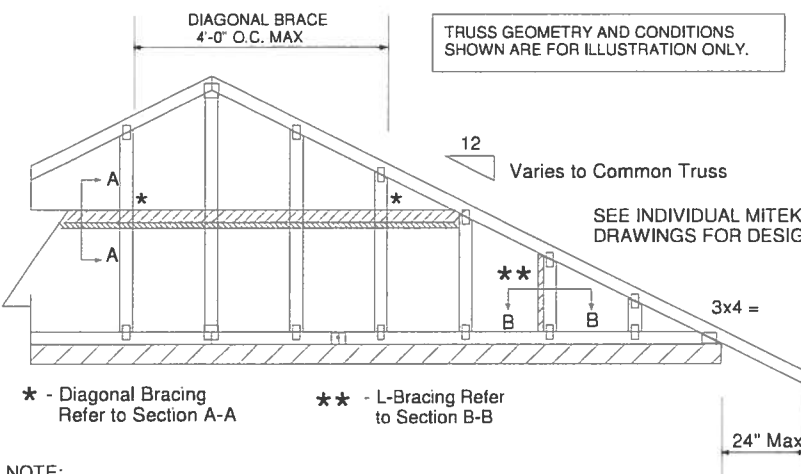 DIAGONAL BRACE
4'-0" O.C. MAX
TRUSS GEOMETRY AND CONDITIONS
SHOWN ARE FOR ILLUSTRATION ONLY.
12
Varies to Common Truss
A
*
*
SEE INDIVIDUAL MITEK
DRAWINGS FOR DESIG
A
**
B
B
3x4 =
* - Diagonal Bracing
Refer to Section A-A
** - L-Bracing Refer
to Section B-B
24" Max
NOTE: